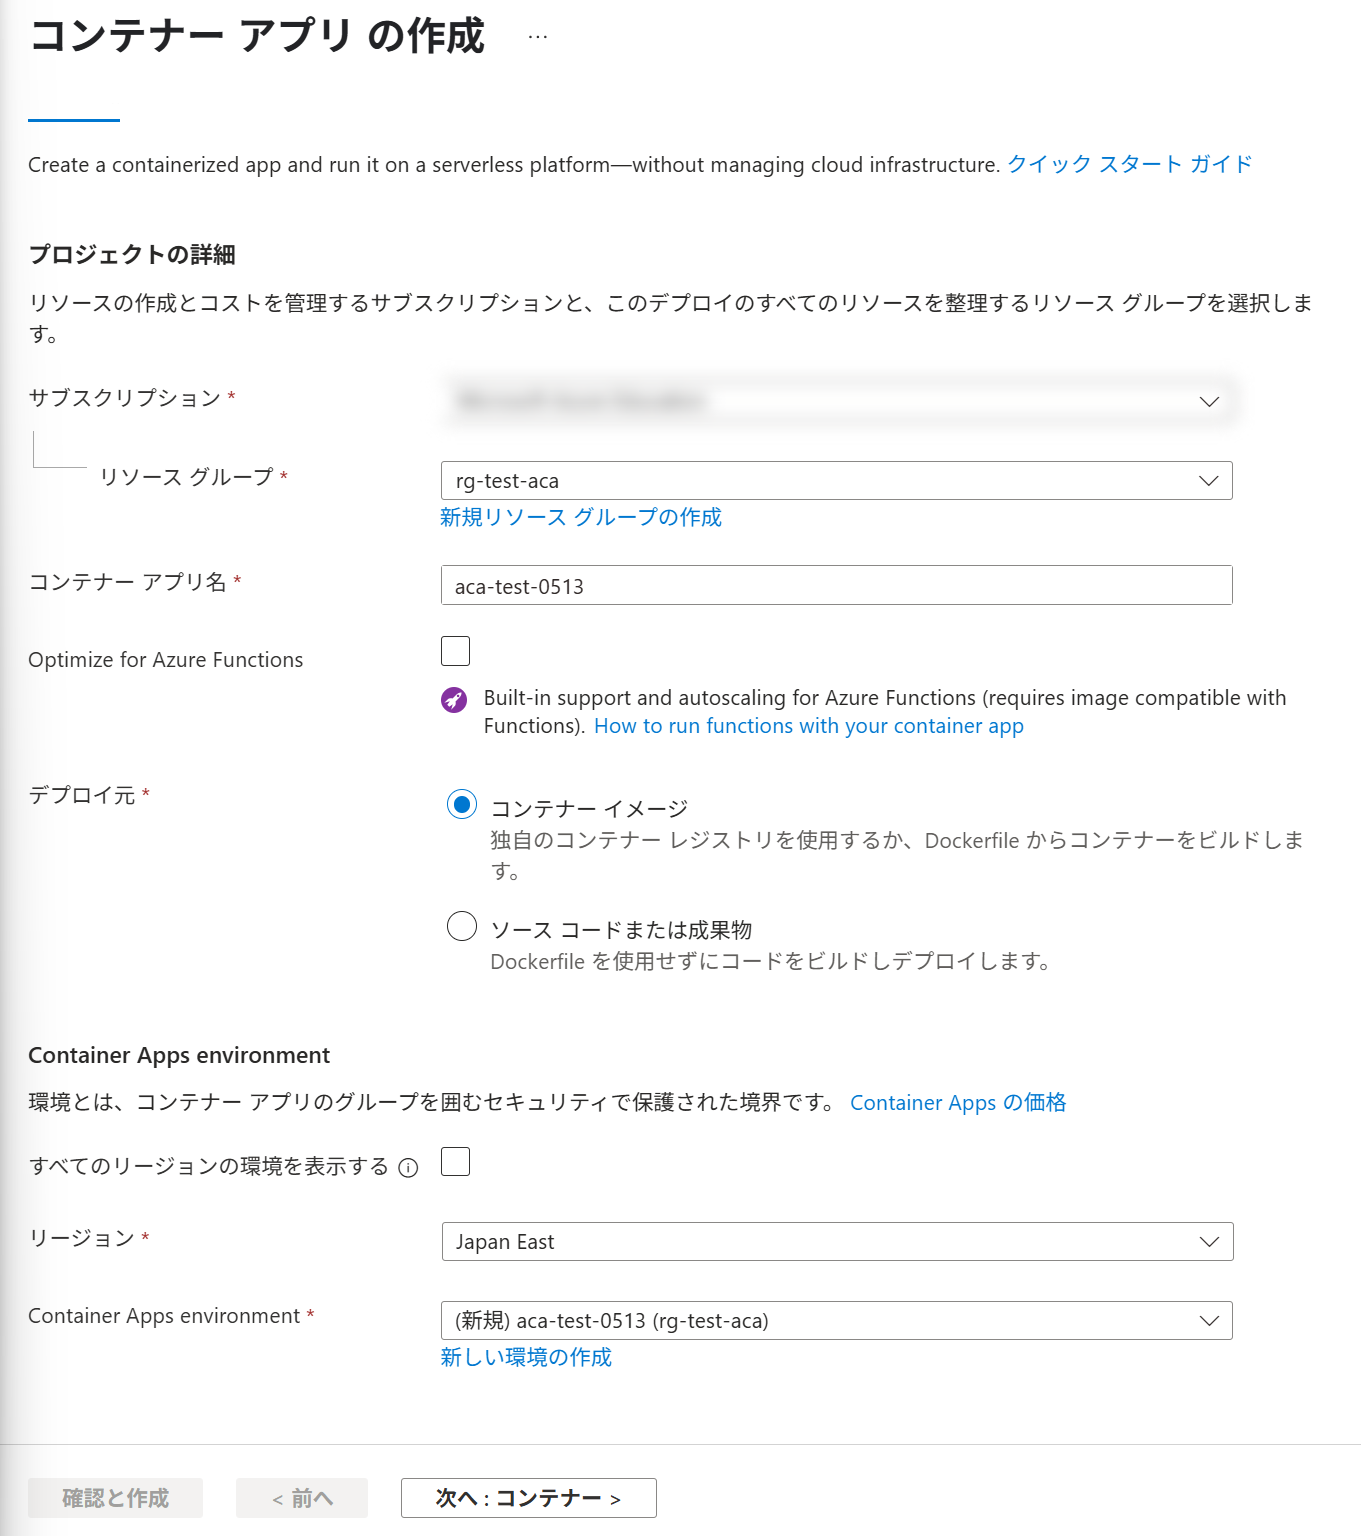 コンテナー アプリ の作成 …
Create a containerized app and run it on a serverless platform—without managing cloud infrastructure. クイック スタート ガイド
プロジェクトの詳細
リソースの作成とコストを管理するサブスクリプションと、このデプロイのすべてのリソースを整理するリソース グループを選択しま
す。
サブスクリプション *
リソース グループ * rg-test-aca
新規リソース グループの作成
コンテナー アプリ名 * aca-test-0513
Optimize for Azure Functions
Built-in support and autoscaling for Azure Functions (requires image compatible with
Functions). How to run functions with your container app
デプロイ元 *
コンテナー イメージ
独自のコンテナー レジストリを使用するか、Dockerfile からコンテナーをビルドしま
す。
ソース コードまたは成果物
Dockerfile を使用せずにコードをビルドしデプロイします。
Container Apps environment
環境とは、コンテナー アプリのグループを囲むセキュリティで保護された境界です。 Container Apps の価格
すべてのリージョンの環境を表示する
リージョン * Japan East
Container Apps environment * (新規) aca-test-0513 (rg-test-aca)
新しい環境の作成
確認と作成 < 前へ 次へ : コンテナー >